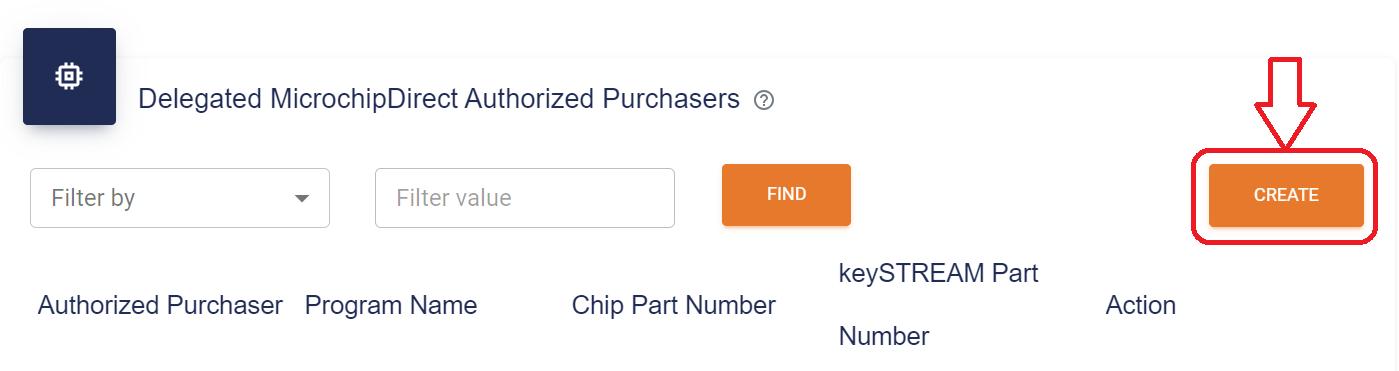 Delegated MicrochipDirect Authorized Purchasers ?
Filter by
Filter value
FIND
CREATE
Authorized Purchaser
Program Name
Chip Part Number
keySTREAM Part
Number
Action